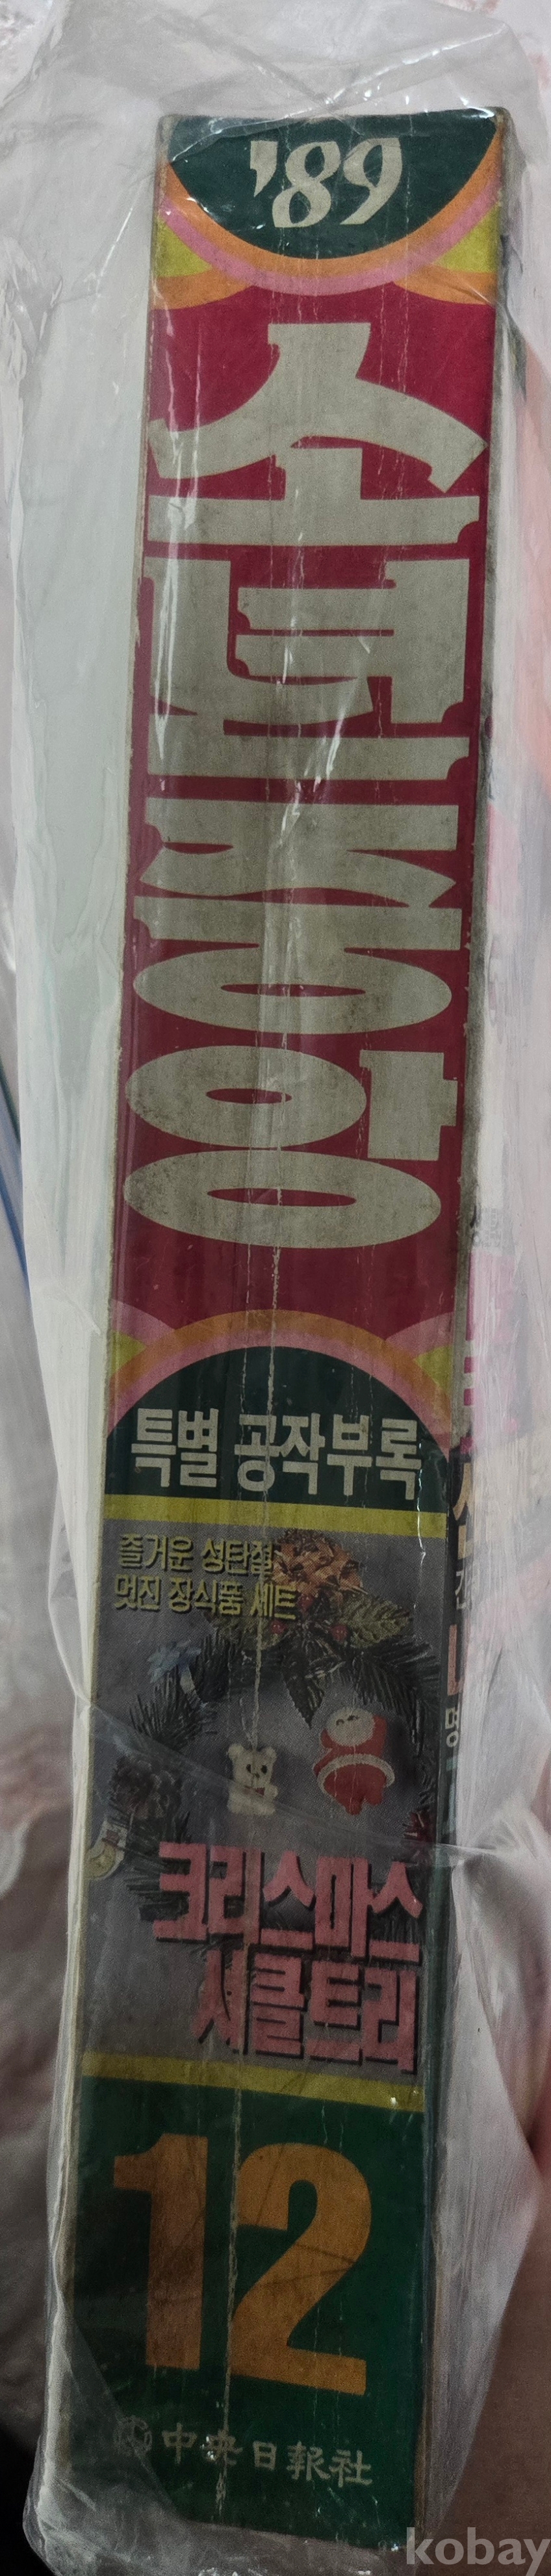 '89
소년중앙
특별 공작부록
즐거운 성탄절
멋진 장식품 세트
크리스마스
서클트리
12
中央日報社
kobay